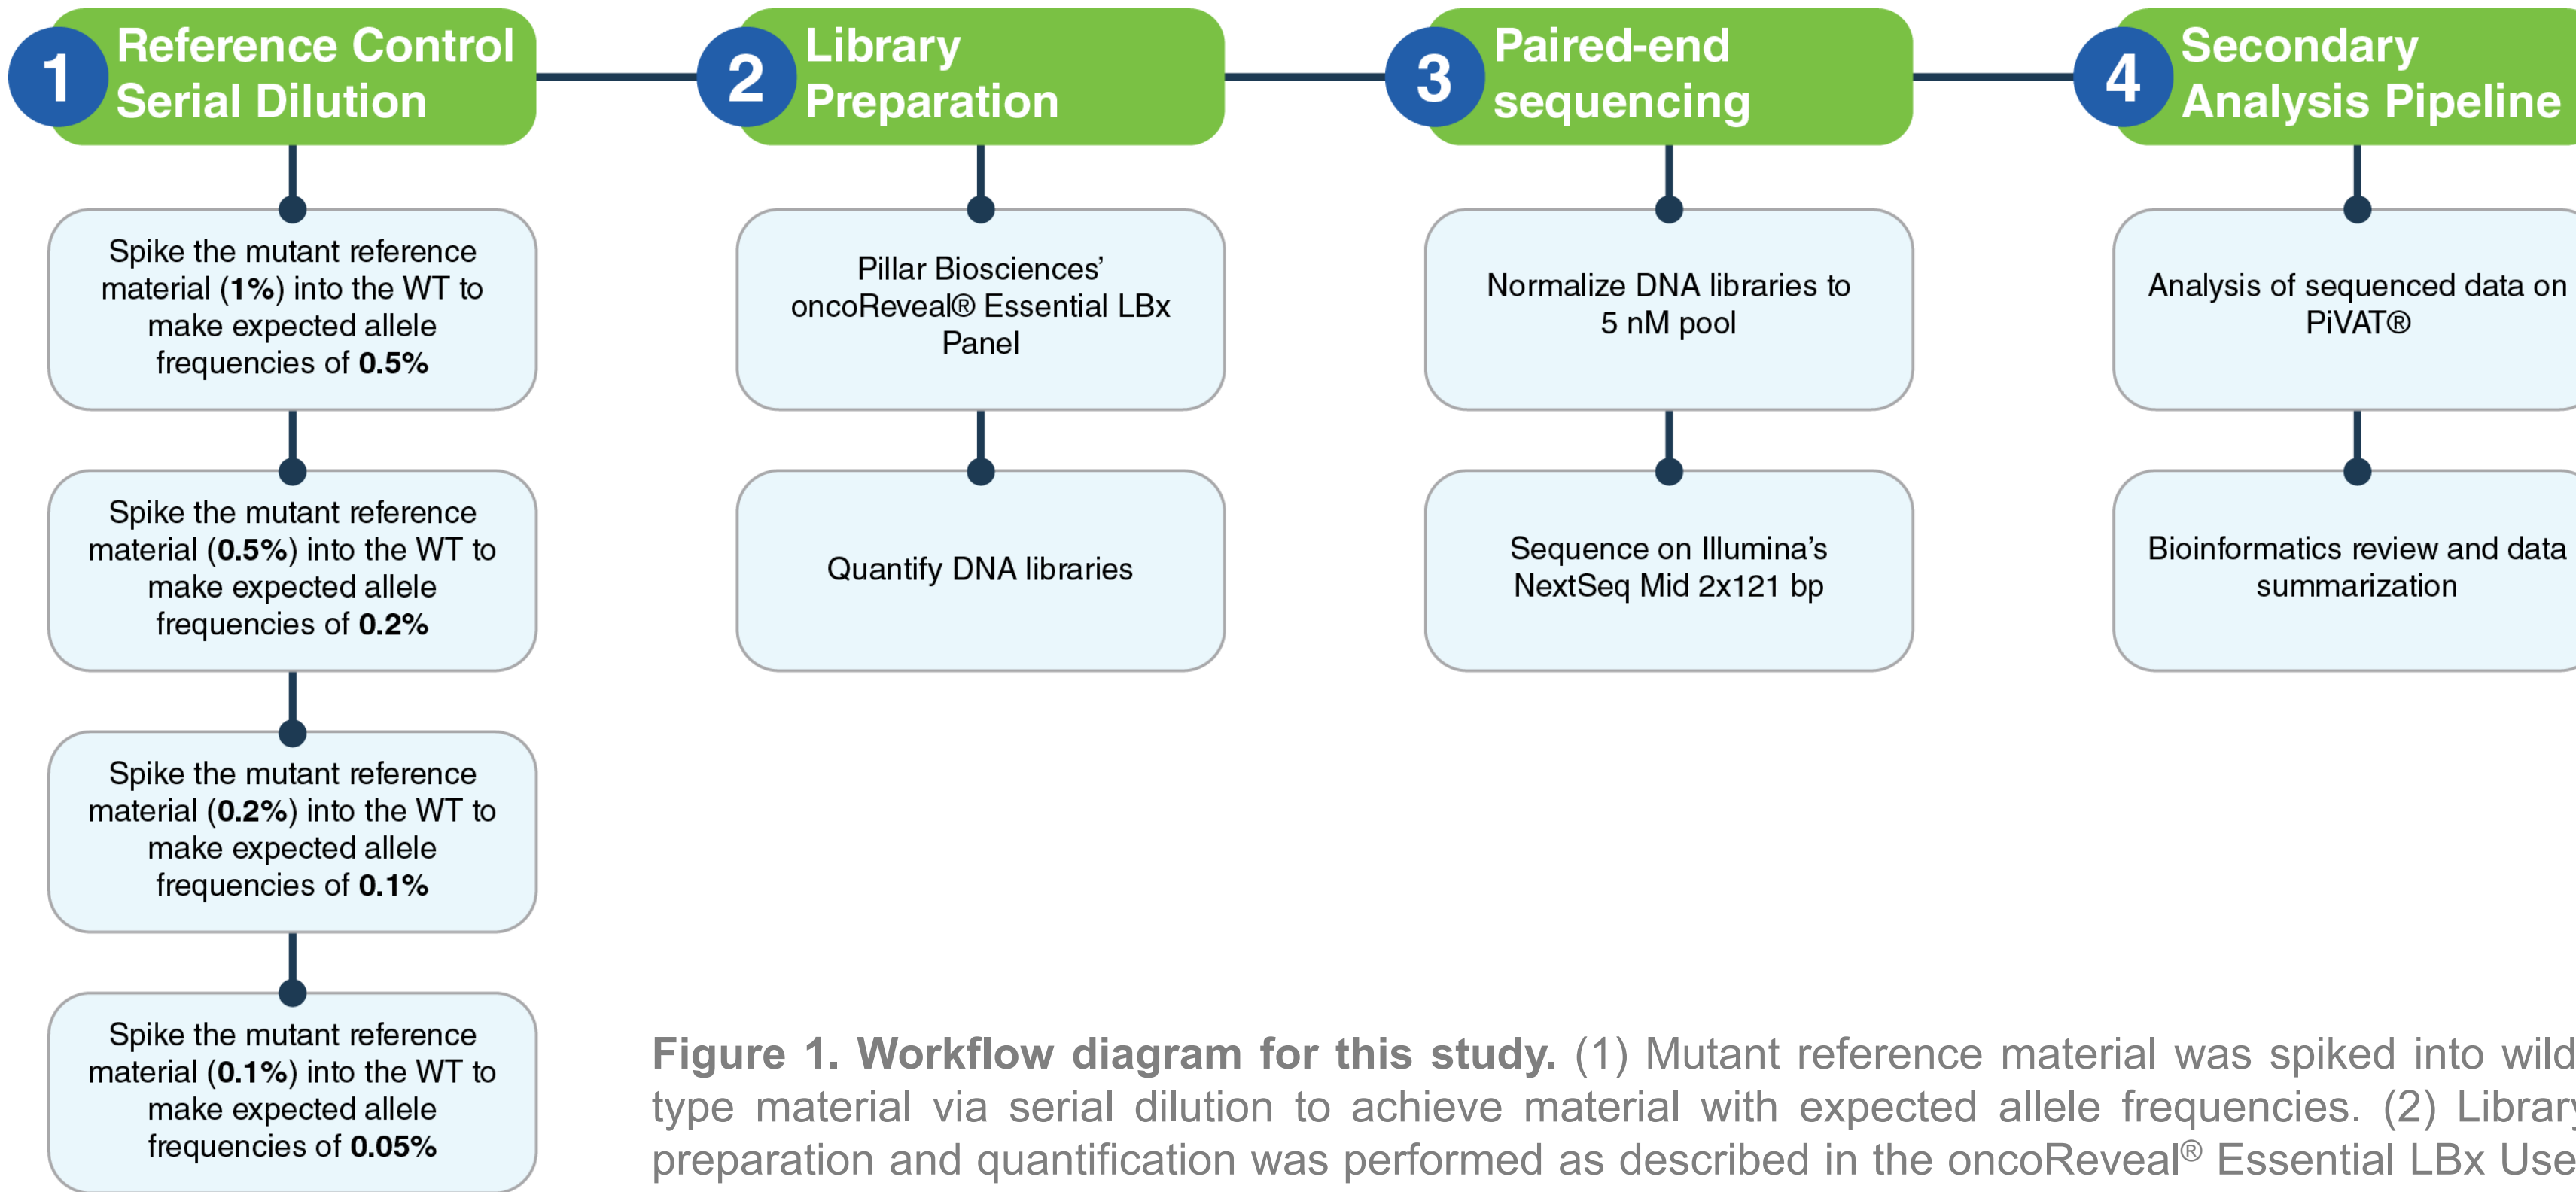 1
Reference Control
Serial Dilution
Spike the mutant reference
material (1%) into the WT to
make expected allele
frequencies of 0.5%
Spike the mutant reference
material (0.5%) into the WT to
make expected allele
frequencies of 0.2%
Spike the mutant reference
material (0.2%) into the WT to
make expected allele
frequencies of 0.1%
Spike the mutant reference
material (0.1%) into the WT to
make expected allele
frequencies of 0.05%
2
Library
Preparation
Pillar Biosciences’
oncoReveal® Essential LBx
Panel
Quantify DNA libraries
3
Paired-end
sequencing
Normalize DNA libraries to
5 nM pool
Sequence on Illumina’s
NextSeq Mid 2x121 bp
4
Secondary
Analysis Pipeline
Analysis of sequenced data on
PiVAT®
Bioinformatics review and data
summarization
Figure 1. Workflow diagram for this study. (1) Mutant reference material was spiked into wild
type material via serial dilution to achieve material with expected allele frequencies. (2) Library
preparation and quantification was performed as described in the oncoReveal® Essential LBx Use